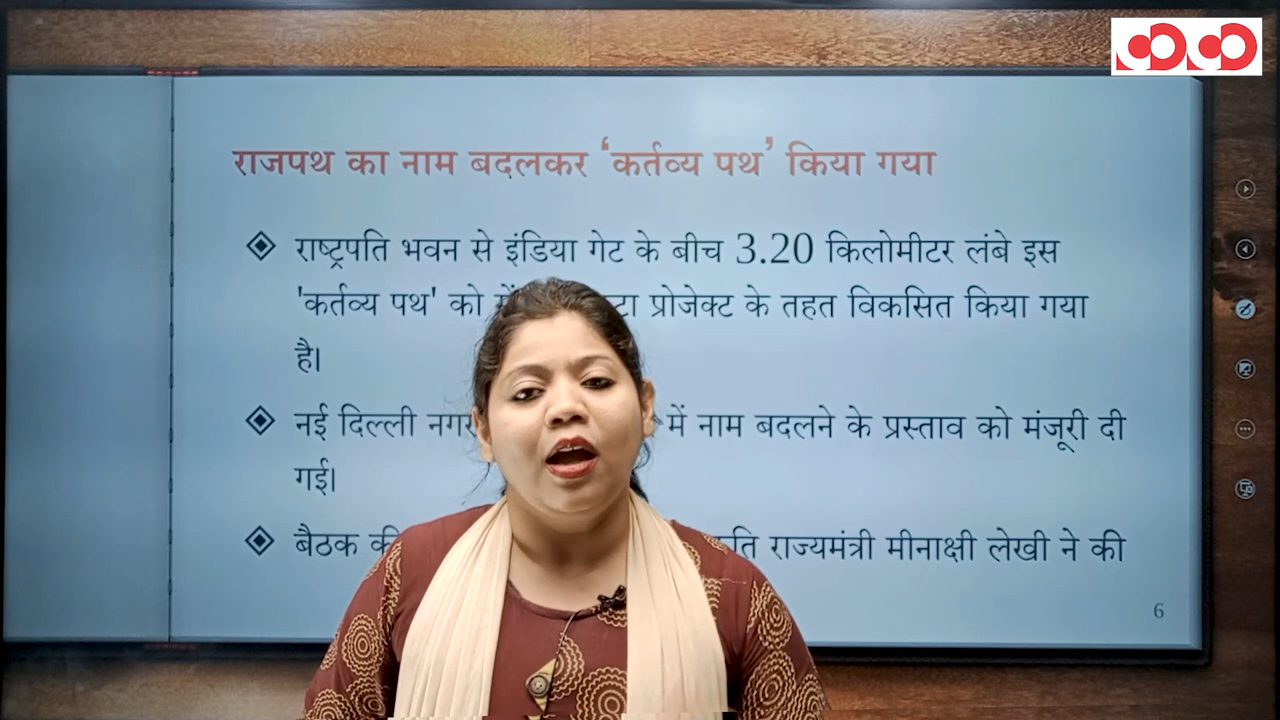 राजपथ का नाम बदलकर ‘कर्तव्य पथ’ किया गया
राष्ट्रपति भवन से इंडिया गेट के बीच 3.20 किलोमीटर लंबे इस
'कर्तव्य पथ' को प्रोजेक्ट के तहत विकसित किया गया
है।
नई दिल्ली में नाम बदलने के प्रस्ताव को मंजूरी दी
गई।
बैठक राज्यमंत्री मीनाक्षी लेखी ने की
6